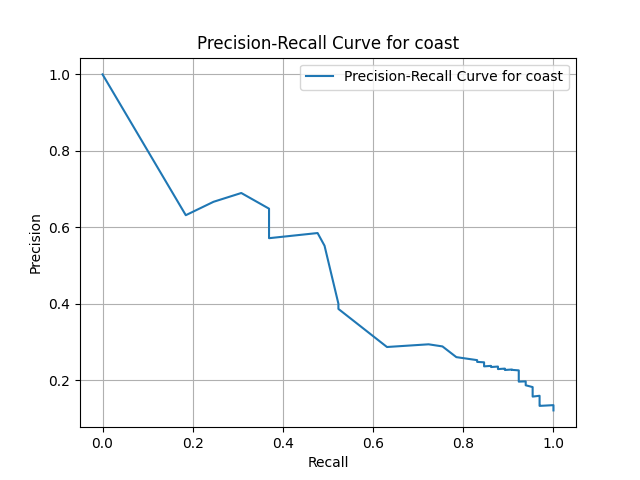 Precision-Recall Curve for coast
Precision-Recall Curve for coast
1.0
0.8
0.6
0.4
0.2
Precision
0.0 0.2 0.4 0.6 0.8 1.0
Recall